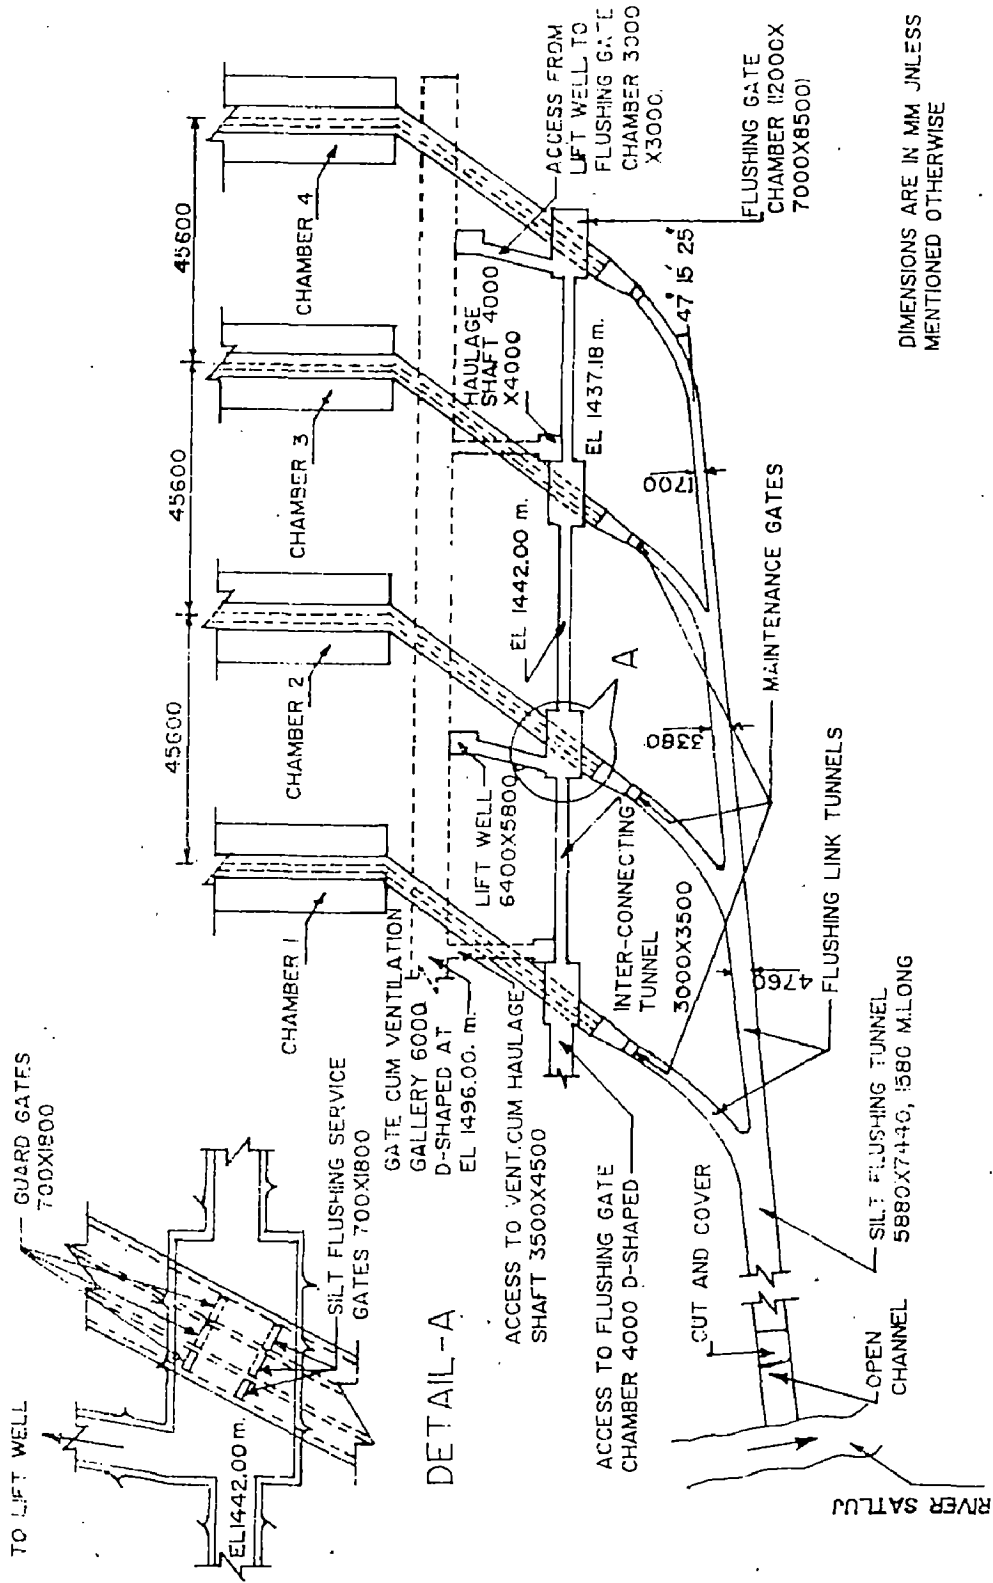 TO LIFT WELL
GUARD GATES
700X1800
EL1442.00 m.
SILT FLUSHING SERVICE
GATES 700X1800
DETAIL-A
45600
45600
45600
CHAMBER 1
CHAMBER 2
CHAMBER 3
CHAMBER 4
GATE CUM VENTILATION
GALLERY 6000
D-SHAPED AT
EL 1496.00. m.
LIFT WELL
6400X5800
HAULAGE
SHAFT 4000
X4000
ACCESS FROM
LIFT WELL TO
FLUSHING GATE
CHAMBER 3000
X3000.
ACCESS TO VENT.CUM HAULAGE
SHAFT 3500X4500
EL 1442.00 m.
EL 1437.18 m.
A
INTER-CONNECTING
TUNNEL
3000X3500
ACCESS TO FLUSHING GATE
CHAMBER 4000 D-SHAPED
FLUSHING GATE
CHAMBER (12000X
7000X8500)
47° 15' 25"
1700
3380
4760
CUT AND COVER
MAINTENANCE GATES
FLUSHING LINK TUNNELS
SILT FLUSHING TUNNEL
5880X7440, 1580 M.LONG
OPEN
CHANNEL
RIVER SATLUJ
DIMENSIONS ARE IN MM UNLESS
MENTIONED OTHERWISE